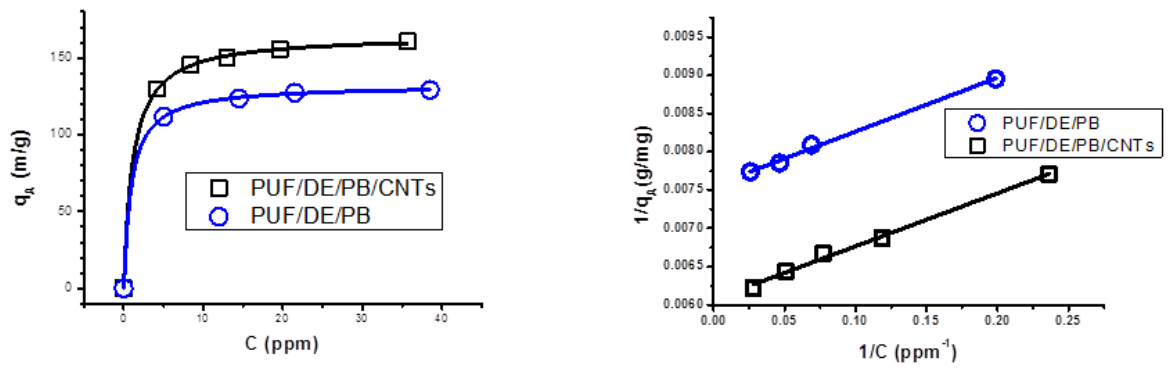 150
100
50
0
q_A (m/g)
0
10
20
30
40
C (ppm)
PUF/DE/PB/CNTs
PUF/DE/PB
0.0095
0.0090
0.0085
0.0080
0.0075
0.0070
0.0065
0.0060
1/q_A (g/mg)
0.00
0.05
0.10
0.15
0.20
0.25
1/C (ppm⁻¹)
PUF/DE/PB
PUF/DE/PB/CNTs